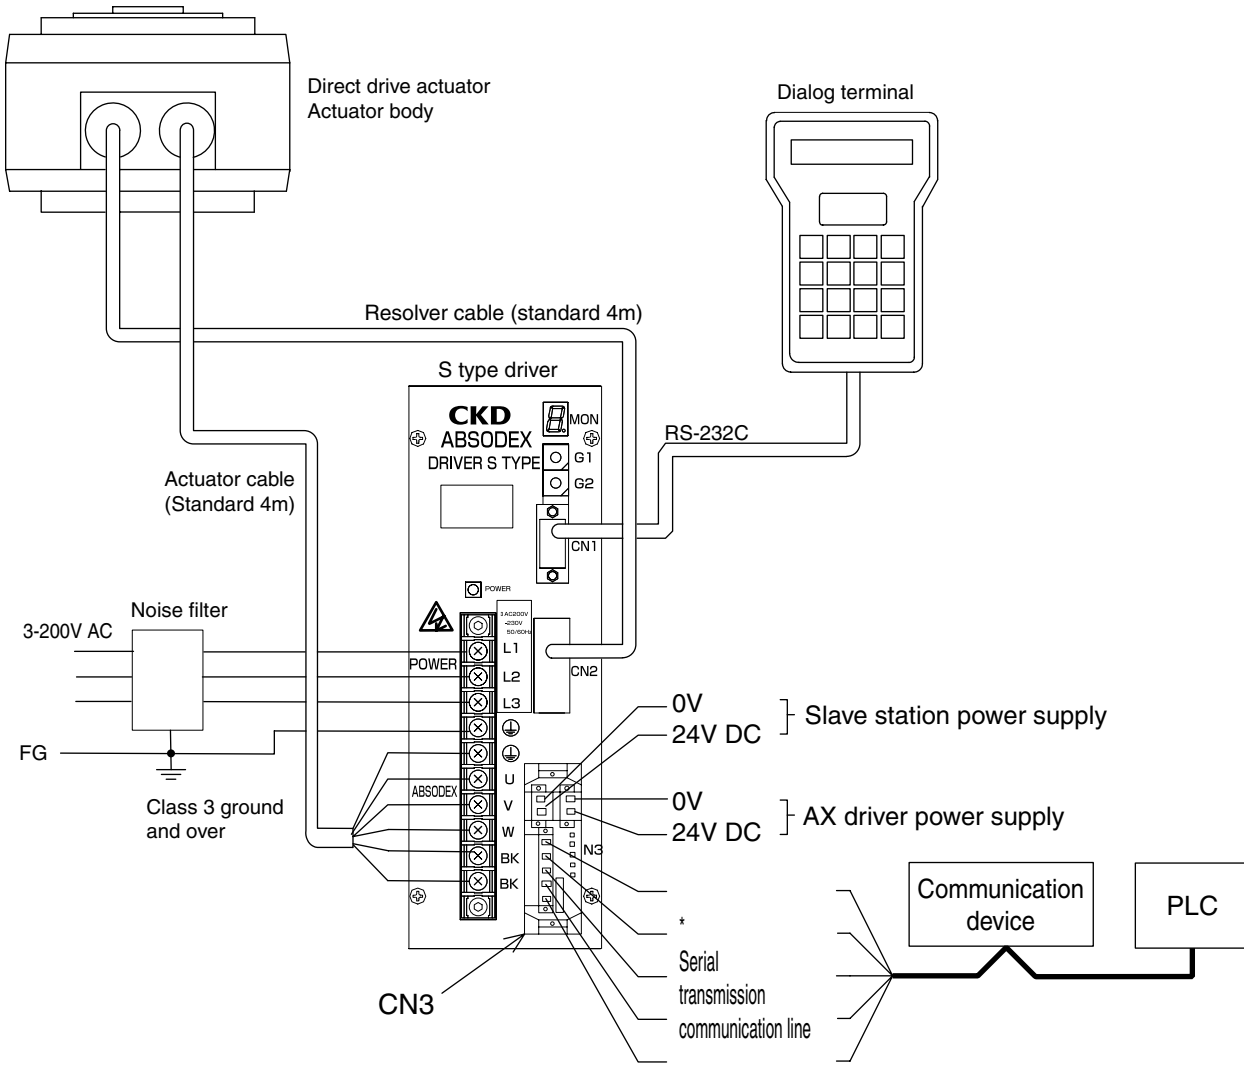 Direct drive actuator
Actuator body
Dialog terminal
Resolver cable (standard 4m)
S type driver
CKD
ABSODEX
DRIVER S TYPE
MON
G1
G2
RS-232C
Actuator cable
(Standard 4m)
CN1
POWER
Noise filter
3-200V AC
3 AC200V
-230V
50/60Hz
L1
POWER
L2
CN2
L3
FG
Class 3 ground
and over
ABSODEX
U
V
W
BK
BK
0V
24V DC
Slave station power supply
0V
24V DC
AX driver power supply
N3
*
Serial
transmission
communication line
Communication
device
PLC
CN3